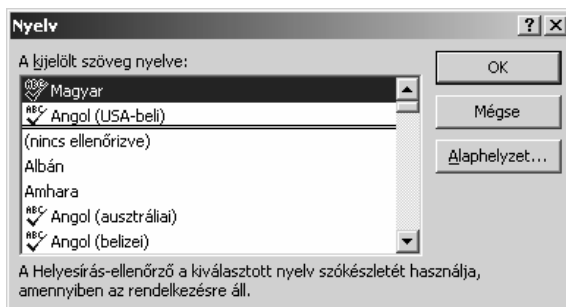 Nyelv
A kijelölt szöveg nyelve:
Magyar
Angol (USA-beli)
(nincs ellenőrizve)
Albán
Amhara
Angol (ausztráliai)
Angol (belizei)
OK
Mégse
Alaphelyzet...
A Helyesírás-ellenőrző a kiválasztott nyelv szókészletét használja,
amennyiben az rendelkezésre áll.